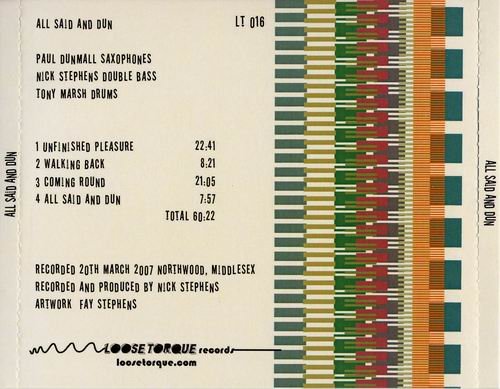 ALL SAID AND DUN
LT 016
PAUL DUNMALL SAXOPHONES
NICK STEPHENS DOUBLE BASS
TONY MARSH DRUMS
1 UNFINISHED PLEASURE 22:41
2 WALKING BACK 8:21
3 COMING ROUND 21:05
4 ALL SAID AND DUN 7:57
TOTAL 60:22
RECORDED 20TH MARCH 2007 NORTHWOOD, MIDDLESEX
RECORDED AND PRODUCED BY NICK STEPHENS
ARTWORK FAY STEPHENS
LOOSE TORQUE records
loosetorque.com
ALL SAID AND DUN
ALL SAID AND DUN